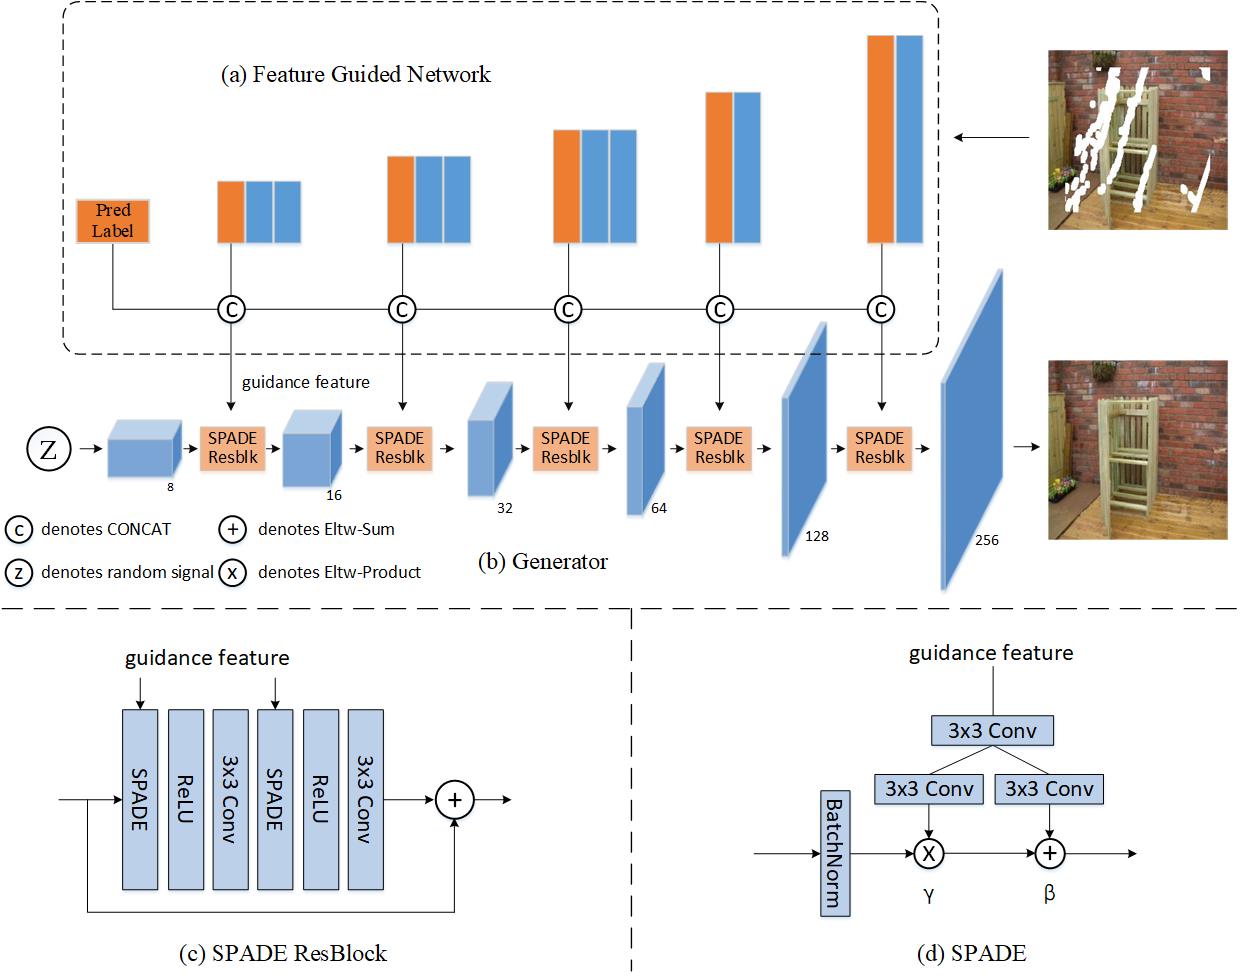 (a) Feature Guided Network
Pred
Label
C
C
C
C
C
guidance feature
Z
SPADE
Resblk
SPADE
Resblk
SPADE
Resblk
SPADE
Resblk
SPADE
Resblk
8
16
32
64
128
256
C denotes CONCAT
+ denotes Eltw-Sum
Z denotes random signal
X denotes Eltw-Product
(b) Generator
guidance feature
SPADE
ReLU
3x3 Conv
SPADE
ReLU
3x3 Conv
+
(c) SPADE ResBlock
guidance feature
3x3 Conv
3x3 Conv
3x3 Conv
BatchNorm
X
+
γ
β
(d) SPADE